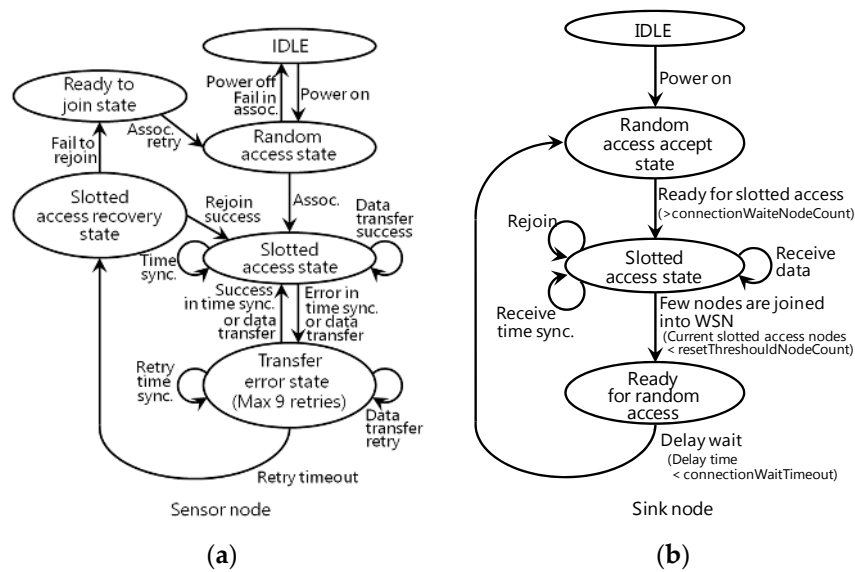 IDLE
Power off
Fail in
assoc.
Power on
Ready to
join state
Assoc.
retry
Random
access state
Fail to
rejoin
Assoc.
Slotted
access recovery
state
Rejoin
success
Data
transfer
success
Slotted
access state
Time
sync.
Success
in time sync.
or data
transfer
Error in
time sync.
or data
transfer
Transfer
error state
(Max 9 retries)
Retry
time
sync.
Data
transfer
retry
Retry timeout
Sensor node
(a)
IDLE
Power on
Random
access accept
state
Ready for slotted access
(>connectionWaiteNodeCount)
Rejoin
Slotted
access state
Receive
data
Receive
time sync.
Few nodes are joined
into WSN
(Current slotted access nodes
< resetThreshouldNodeCount)
Ready
for random
access
Delay wait
(Delay time
< connectionWaitTimeout)
Sink node
(b)